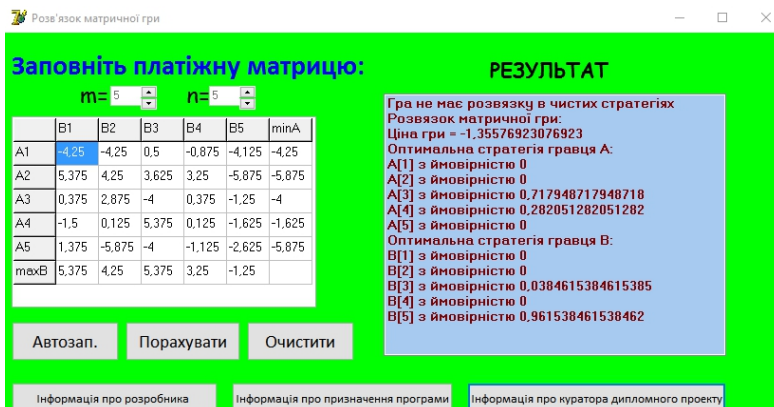 Розв'язок матричної гри
Заповніть платіжну матрицю:
m= 5 n= 5
B1 B2 B3 B4 B5 minA
A1 -4,25 -4,25 0,5 -0,875 -4,125 -4,25
A2 5,375 4,25 3,625 3,25 -5,875 -5,875
A3 0,375 2,875 -4 0,375 -1,25 -4
A4 -1,5 0,125 5,375 0,125 -1,625 -1,625
A5 1,375 -5,875 -4 -1,125 -2,625 -5,875
maxB 5,375 4,25 5,375 3,25 -1,25
Автозап. Порахувати Очистити
РЕЗУЛЬТАТ
Гра не має розвязку в чистих стратегіях
Розвязок матричної гри:
Ціна гри = -1,35576923076923
Оптимальна стратегія гравця А:
A[1] з ймовірністю 0
A[2] з ймовірністю 0
A[3] з ймовірністю 0,717948717948718
A[4] з ймовірністю 0,282051282051282
A[5] з ймовірністю 0
Оптимальна стратегія гравця В:
B[1] з ймовірністю 0
B[2] з ймовірністю 0
B[3] з ймовірністю 0,0384615384615385
B[4] з ймовірністю 0
B[5] з ймовірністю 0,961538461538462
Інформація про розробника Інформація про призначення програми Інформація про куратора дипломного проекту